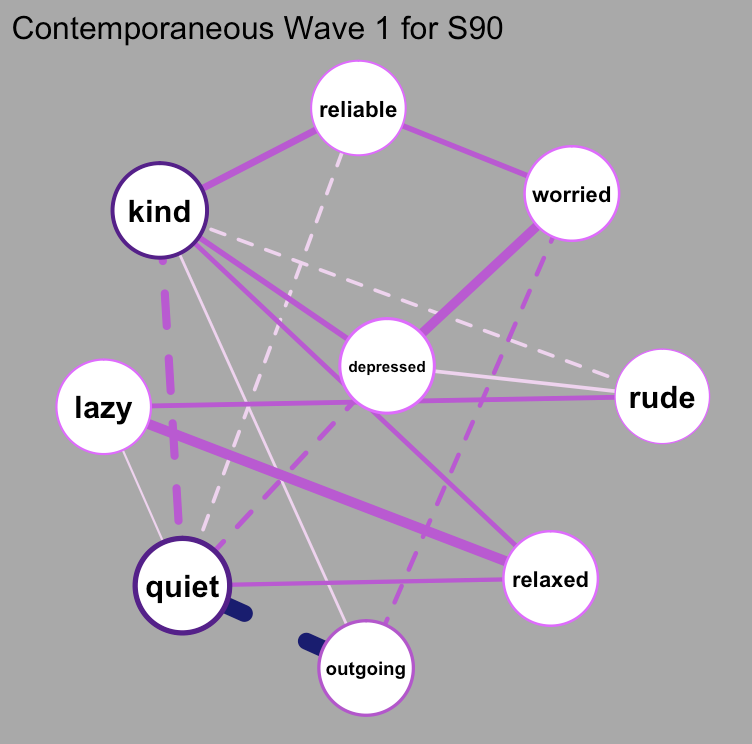 Contemporaneous Wave 1 for S90
reliable
worried
kind
depressed
rude
lazy
relaxed
quiet
outgoing